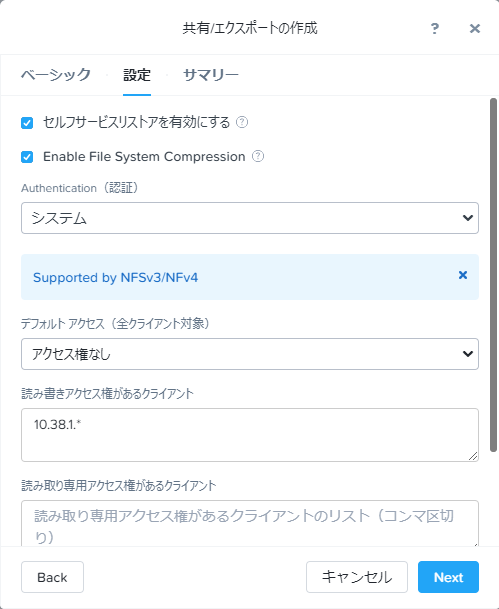 共有/エクスポートの作成 ? ×
ベーシック 設定 サマリー
セルフサービスリストアを有効にする ?
Enable File System Compression ?
Authentication（認証）
システム
Supported by NFSv3/NFv4 ×
デフォルト アクセス（全クライアント対象）
アクセス権なし
読み書きアクセス権があるクライアント
10.38.1.*
読み取り専用アクセス権があるクライアント
読み取り専用アクセス権があるクライアントのリスト（コンマ区切
り）
Back キャンセル Next